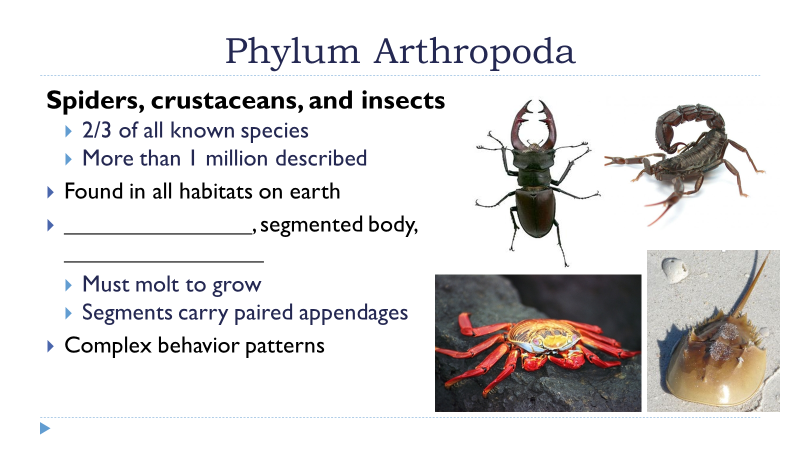 Phylum Arthropoda
Spiders, crustaceans, and insects
2/3 of all known species
More than 1 million described
Found in all habitats on earth
________________, segmented body,
_________________
Must molt to grow
Segments carry paired appendages
Complex behavior patterns